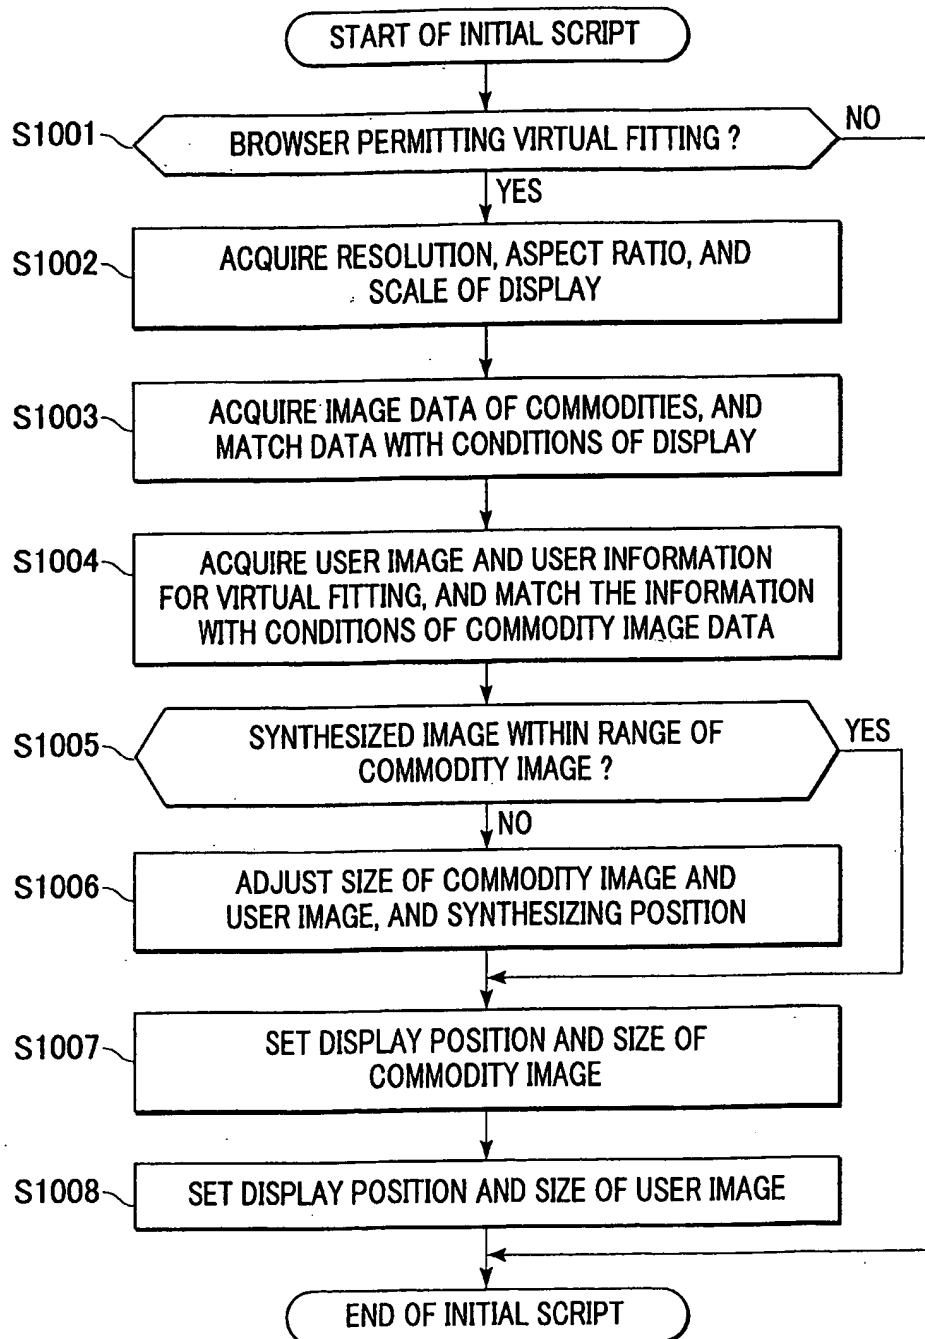 START OF INITIAL SCRIPT
S1001
BROWSER PERMITTING VIRTUAL FITTING ?
NO
YES
S1002
ACQUIRE RESOLUTION, ASPECT RATIO, AND
SCALE OF DISPLAY
S1003
ACQUIRE IMAGE DATA OF COMMODITIES, AND
MATCH DATA WITH CONDITIONS OF DISPLAY
S1004
ACQUIRE USER IMAGE AND USER INFORMATION
FOR VIRTUAL FITTING, AND MATCH THE INFORMATION
WITH CONDITIONS OF COMMODITY IMAGE DATA
S1005
SYNTHESIZED IMAGE WITHIN RANGE OF
COMMODITY IMAGE ?
YES
NO
S1006
ADJUST SIZE OF COMMODITY IMAGE AND
USER IMAGE, AND SYNTHESIZING POSITION
S1007
SET DISPLAY POSITION AND SIZE OF
COMMODITY IMAGE
S1008
SET DISPLAY POSITION AND SIZE OF USER IMAGE
END OF INITIAL SCRIPT